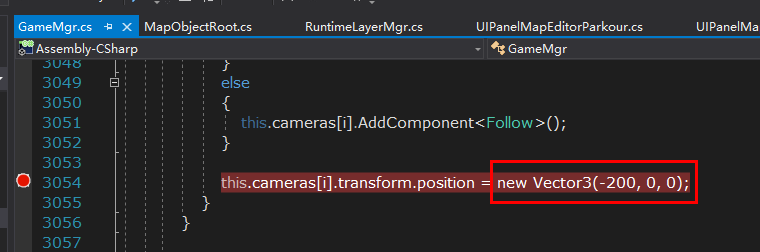 GameMgr.cs MapObjectRoot.cs RuntimeLayerMgr.cs UIPanelMapEditorParkour.cs UIPanelMa
Assembly-CSharp GameMgr
3048 }
3049 else
3050 {
3051 this.cameras[i].AddComponent<Follow>();
3052 }
3053
3054 this.cameras[i].transform.position = new Vector3(-200, 0, 0);
3055 }
3056 }
3057